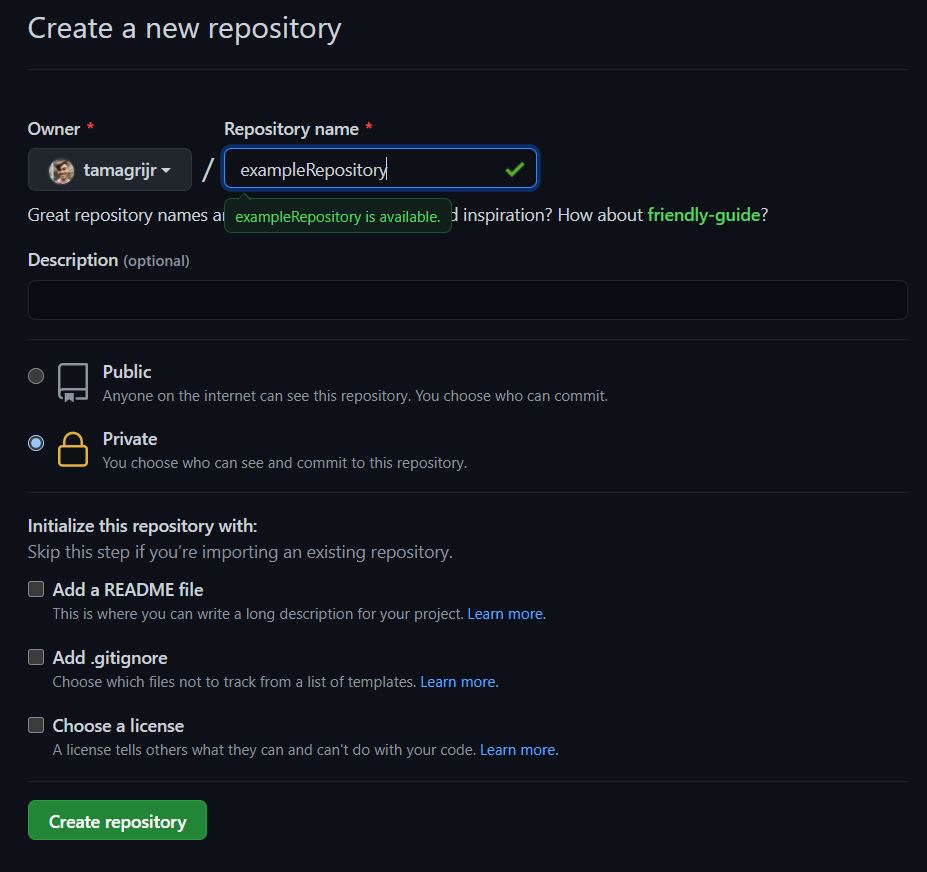 Create a new repository
Owner * Repository name *
tamagrijr / exampleRepository
Great repository names exampleRepository is available. inspiration? How about friendly-guide?
Description (optional)
Public
Anyone on the internet can see this repository. You choose who can commit.
Private
You choose who can see and commit to this repository.
Initialize this repository with:
Skip this step if you’re importing an existing repository.
Add a README file
This is where you can write a long description for your project. Learn more.
Add .gitignore
Choose which files not to track from a list of templates. Learn more.
Choose a license
A license tells others what they can and can't do with your code. Learn more.
Create repository